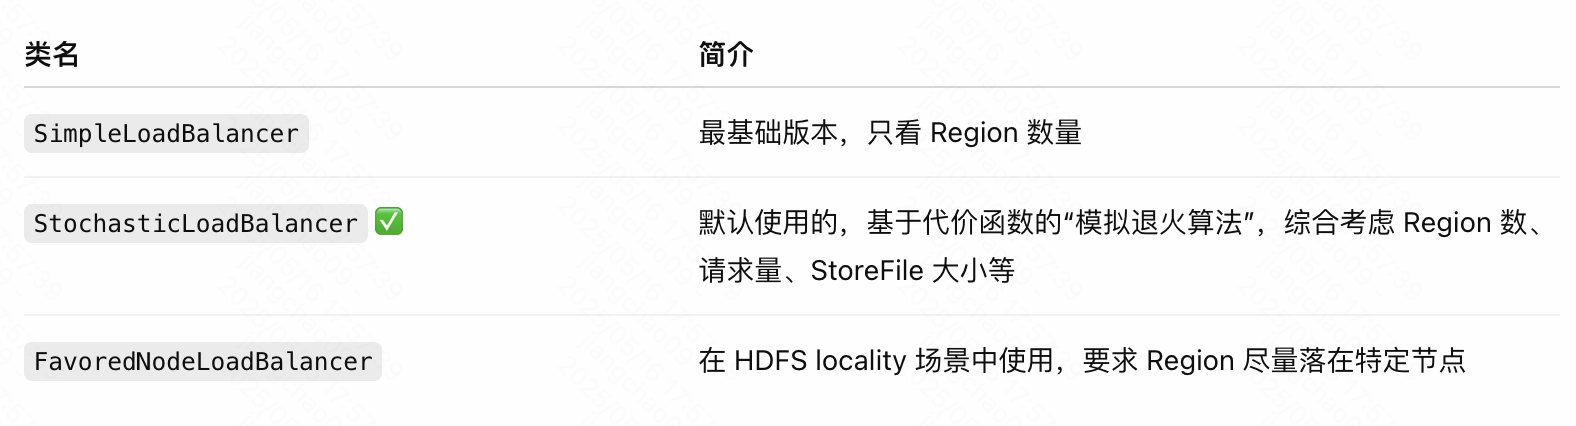 类名 简介
SimpleLoadBalancer 最基础版本，只看 Region 数量
StochasticLoadBalancer ✅ 默认使用的，基于代价函数的“模拟退火算法”，综合考虑 Region 数、
请求量、StoreFile 大小等
FavoredNodeLoadBalancer 在 HDFS locality 场景中使用，要求 Region 尽量落在特定节点